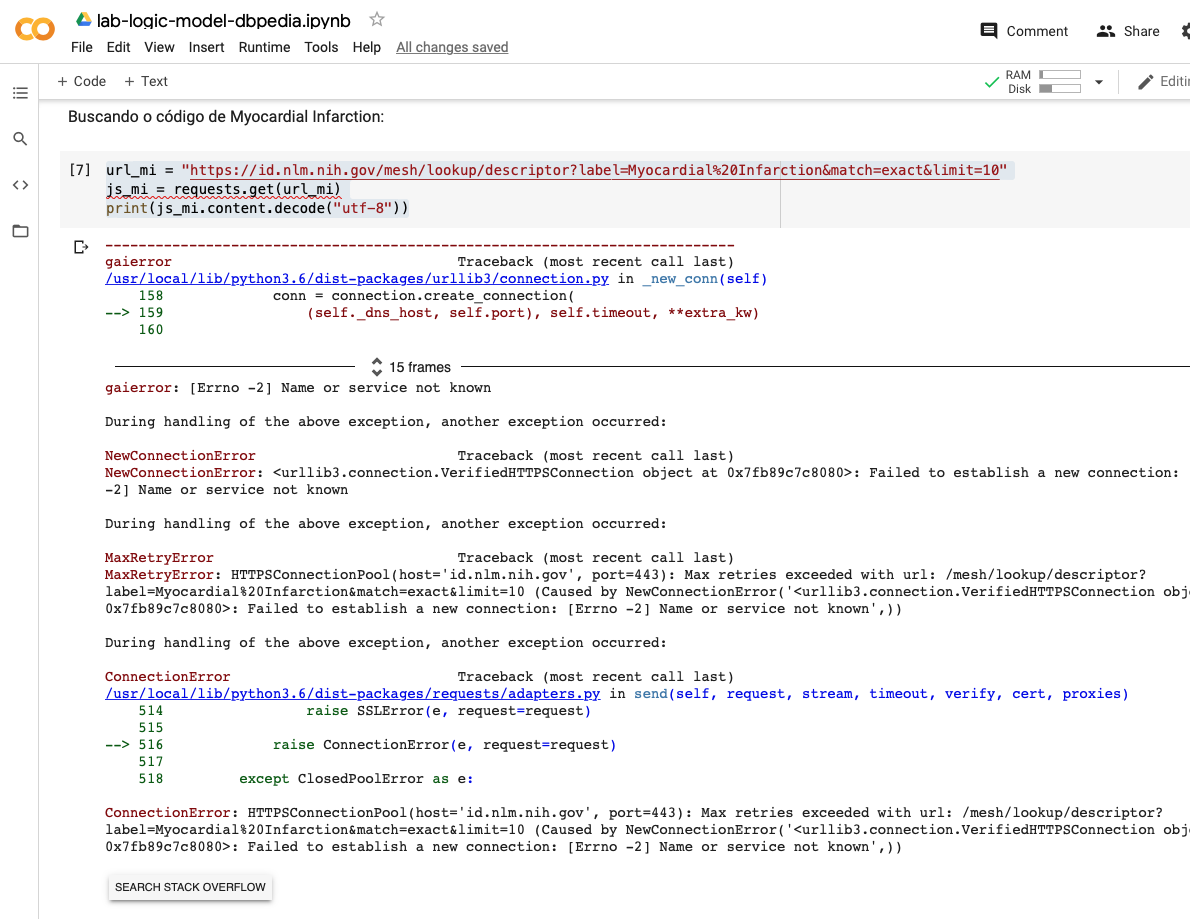 lab-logic-model-dbpedia.ipynb
File Edit View Insert Runtime Tools Help All changes saved
Comment Share
+ Code + Text
RAM
Disk
Buscando o código de Myocardial Infarction:
[7] url_mi = "https://id.nlm.nih.gov/mesh/lookup/descriptor?label=Myocardial%20Infarction&match=exact&limit=10"
js_mi = requests.get(url_mi)
print(js_mi.content.decode("utf-8"))
---------------------------------------------------------------------------
gaierror Traceback (most recent call last)
/usr/local/lib/python3.6/dist-packages/urllib3/connection.py in _new_conn(self)
158 conn = connection.create_connection(
--> 159 (self._dns_host, self.port), self.timeout, **extra_kw)
160
15 frames
gaierror: [Errno -2] Name or service not known
During handling of the above exception, another exception occurred:
NewConnectionError Traceback (most recent call last)
NewConnectionError: <urllib3.connection.VerifiedHTTPSConnection object at 0x7fb89c7c8080>: Failed to establish a new connection:
-2] Name or service not known
During handling of the above exception, another exception occurred:
MaxRetryError Traceback (most recent call last)
MaxRetryError: HTTPSConnectionPool(host='id.nlm.nih.gov', port=443): Max retries exceeded with url: /mesh/lookup/descriptor?
label=Myocardial%20Infarction&match=exact&limit=10 (Caused by NewConnectionError('<urllib3.connection.VerifiedHTTPSConnection obj
0x7fb89c7c8080>: Failed to establish a new connection: [Errno -2] Name or service not known',))
During handling of the above exception, another exception occurred:
ConnectionError Traceback (most recent call last)
/usr/local/lib/python3.6/dist-packages/requests/adapters.py in send(self, request, stream, timeout, verify, cert, proxies)
514 raise SSLError(e, request=request)
515
--> 516 raise ConnectionError(e, request=request)
517
518 except ClosedPoolError as e:
ConnectionError: HTTPSConnectionPool(host='id.nlm.nih.gov', port=443): Max retries exceeded with url: /mesh/lookup/descriptor?
label=Myocardial%20Infarction&match=exact&limit=10 (Caused by NewConnectionError('<urllib3.connection.VerifiedHTTPSConnection obj
0x7fb89c7c8080>: Failed to establish a new connection: [Errno -2] Name or service not known',))
SEARCH STACK OVERFLOW